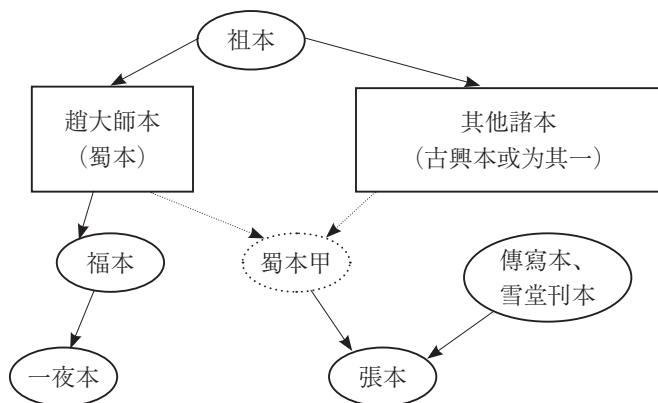 祖本
趙大師本
（蜀本）
其他諸本
（古興本或为其一）
福本
蜀本甲
傳寫本、
雪堂刊本
一夜本
張本